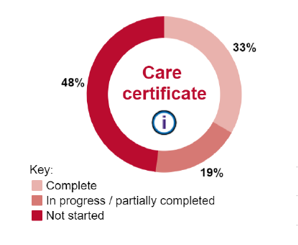 33%
Care
certificate
i
48%
19%
Key:
Complete
In progress / partially completed
Not started